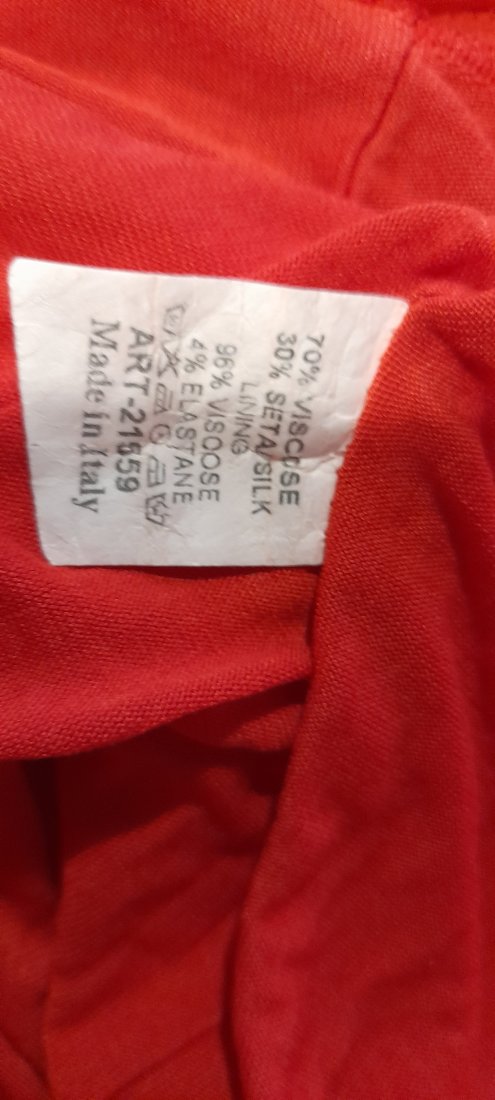 70% VISCOSE
30% SETA/SILK
LINING
96% VISCOSE
4% ELASTANE
ART-21559
Made in Italy